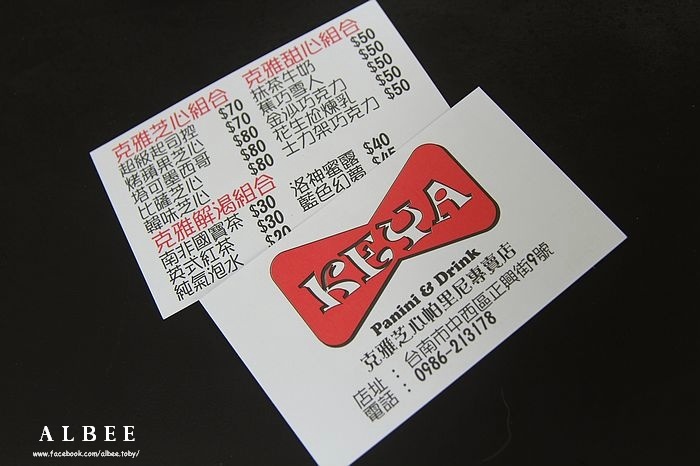 克雅芝心組合
超級起司控 $70
烤蘋果芝心 $70
塔可墨西哥 $80
比薩芝心 $80
韓味芝心 $80
克雅甜心組合
抹茶牛奶 $50
蕉巧雪人 $50
金沙巧克力 $50
花生尬煉乳 $50
士力架巧克力 $50
克雅解渴組合
南非國寶茶 $30
英式紅茶 $30
純氣泡水 $20
洛神蜜露 $40
藍色幻夢 $45
KEYA
Panini & Drink
克雅芝心帕里尼專賣店
店址：台南市中西區正興街9號
電話：0986-213178
ALBEE
www.facebook.com/albee.toby/